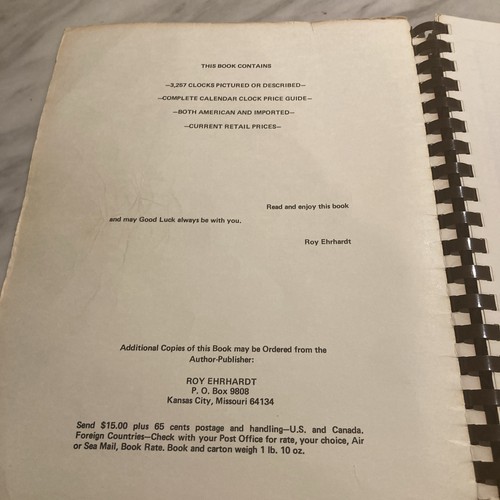 THIS BOOK CONTAINS
—3,267 CLOCKS PICTURED OR DESCRIBED—
—COMPLETE CALENDAR CLOCK PRICE GUIDE—
—BOTH AMERICAN AND IMPORTED—
—CURRENT RETAIL PRICES—
Read and enjoy this book
and may Good Luck always be with you.
Roy Ehrhardt
Additional Copies of this Book may be Ordered from the
Author-Publisher:
ROY EHRHARDT
P. O. Box 9808
Kansas City, Missouri 64134
Send $15.00 plus 65 cents postage and handling—U.S. and Canada.
Foreign Countries—Check with your Post Office for rate, your choice, Air
or Sea Mail, Book Rate. Book and carton weigh 1 lb. 10 oz.